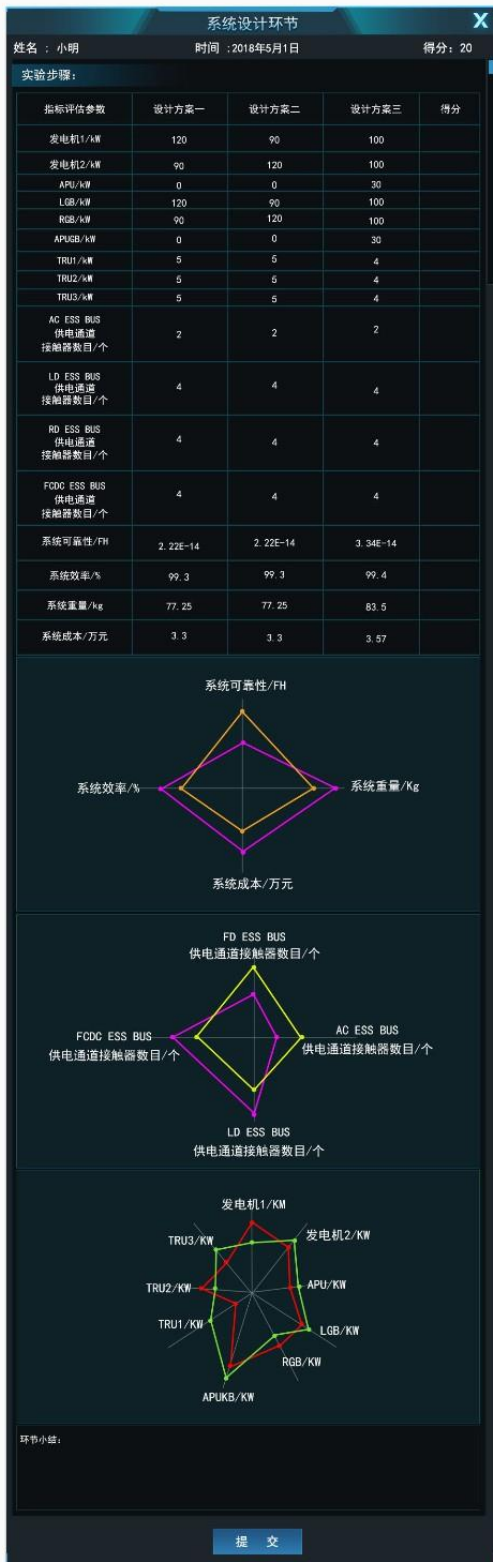 系统设计环节
X
姓名 : 小明 时间 :2018年5月1日 得分: 20
实验步骤:
指标评估参数 设计方案一 设计方案二 设计方案三 得分
发电机1/kW 120 90 100
发电机2/kW 90 120 100
APU/kW 0 0 30
LGB/kW 120 90 100
RGB/kW 90 120 100
APUGB/kW 0 0 30
TRU1/kW 5 5 4
TRU2/kW 5 5 4
TRU3/kW 5 5 4
AC ESS BUS
供电通道
接触器数目/个 2 2 2
LD ESS BUS
供电通道
接触器数目/个 4 4 4
RD ESS BUS
供电通道
接触器数目/个 4 4 4
FCDC ESS BUS
供电通道
接触器数目/个 4 4 4
系统可靠性/FH 2.22E-14 2.22E-14 3.34E-14
系统效率/% 99.3 99.3 99.4
系统重量/kg 77.25 77.25 83.5
系统成本/万元 3.3 3.3 3.57
系统可靠性/FH
系统效率/%
系统重量/Kg
系统成本/万元
FD ESS BUS
供电通道接触器数目/个
FCDC ESS BUS
供电通道接触器数目/个
AC ESS BUS
供电通道接触器数目/个
LD ESS BUS
供电通道接触器数目/个
发电机1/KM
TRU3/KW
发电机2/KW
TRU2/KW
APU/KW
TRU1/KW
LGB/KW
RGB/KW
APUKB/KW
环节小结:
提 交